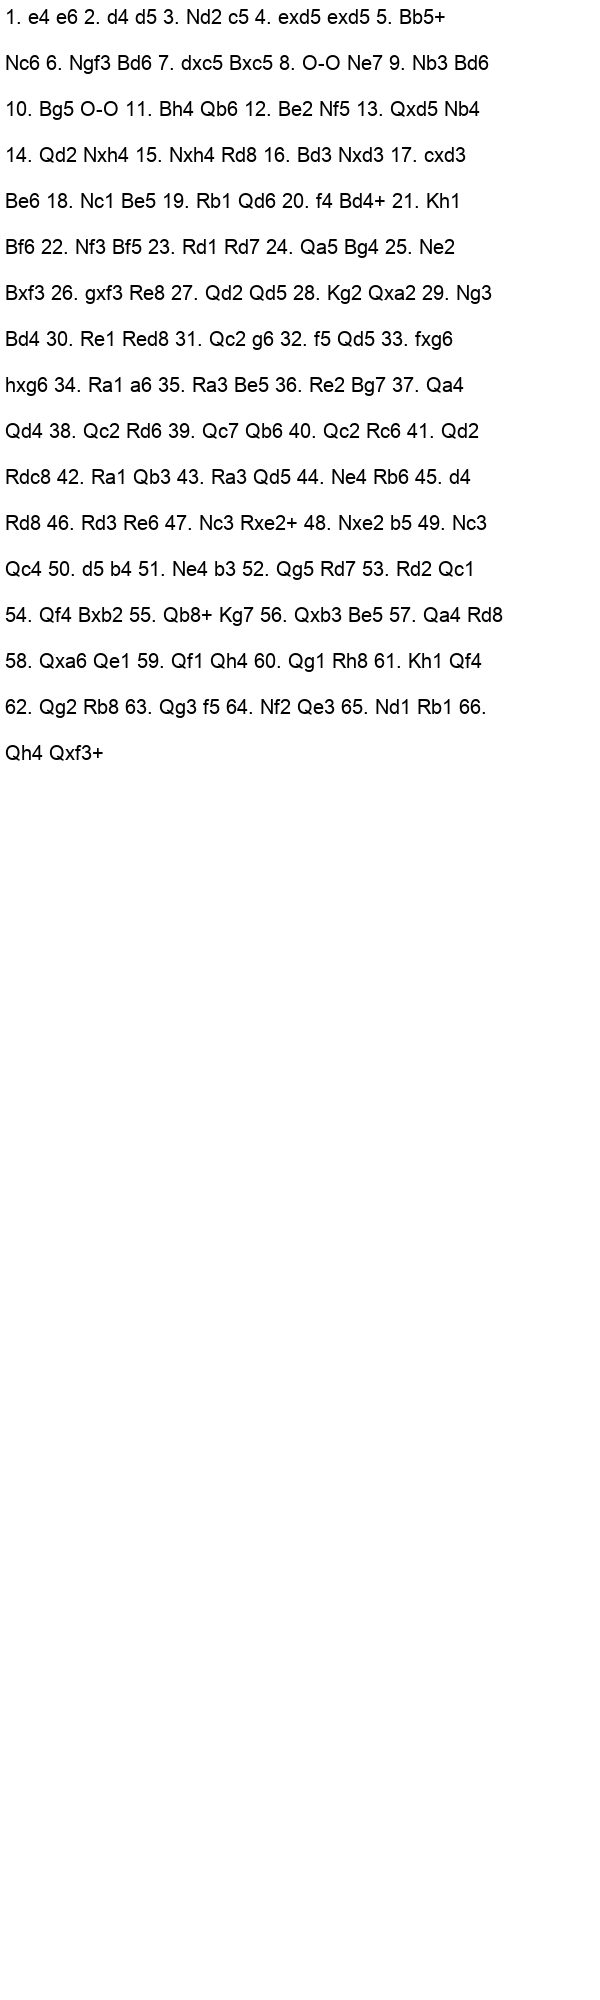 1. e4 e6 2. d4 d5 3. Nd2 c5 4. exd5 exd5 5. Bb5+
Nc6 6. Ngf3 Bd6 7. dxc5 Bxc5 8. O-O Ne7 9. Nb3 Bd6
10. Bg5 O-O 11. Bh4 Qb6 12. Be2 Nf5 13. Qxd5 Nb4
14. Qd2 Nxh4 15. Nxh4 Rd8 16. Bd3 Nxd3 17. cxd3
Be6 18. Nc1 Be5 19. Rb1 Qd6 20. f4 Bd4+ 21. Kh1
Bf6 22. Nf3 Bf5 23. Rd1 Rd7 24. Qa5 Bg4 25. Ne2
Bxf3 26. gxf3 Re8 27. Qd2 Qd5 28. Kg2 Qxa2 29. Ng3
Bd4 30. Re1 Red8 31. Qc2 g6 32. f5 Qd5 33. fxg6
hxg6 34. Ra1 a6 35. Ra3 Be5 36. Re2 Bg7 37. Qa4
Qd4 38. Qc2 Rd6 39. Qc7 Qb6 40. Qc2 Rc6 41. Qd2
Rdc8 42. Ra1 Qb3 43. Ra3 Qd5 44. Ne4 Rb6 45. d4
Rd8 46. Rd3 Re6 47. Nc3 Rxe2+ 48. Nxe2 b5 49. Nc3
Qc4 50. d5 b4 51. Ne4 b3 52. Qg5 Rd7 53. Rd2 Qc1
54. Qf4 Bxb2 55. Qb8+ Kg7 56. Qxb3 Be5 57. Qa4 Rd8
58. Qxa6 Qe1 59. Qf1 Qh4 60. Qg1 Rh8 61. Kh1 Qf4
62. Qg2 Rb8 63. Qg3 f5 64. Nf2 Qe3 65. Nd1 Rb1 66.
Qh4 Qxf3+